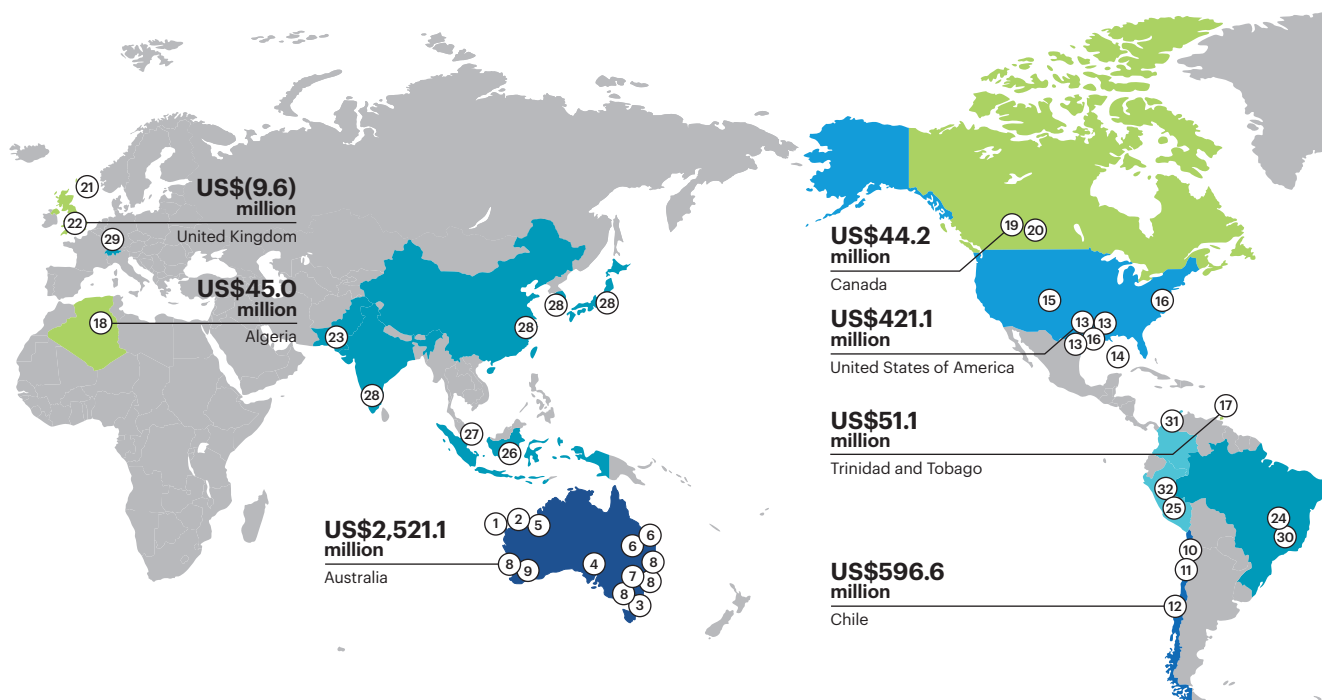 21
US$(9.6)
million
22
United Kingdom
29
US$45.0
million
18
Algeria
23
28
28
28
28
27
26
US$2,521.1
million
Australia
1
2
5
6
6
8
9
4
8
7
8
8
3
19
20
US$44.2
million
Canada
15
16
US$421.1
million
United States of America
13
13
16
13
14
US$51.1
million
Trinidad and Tobago
17
31
32
25
24
30
10
11
US$596.6
million
Chile
12